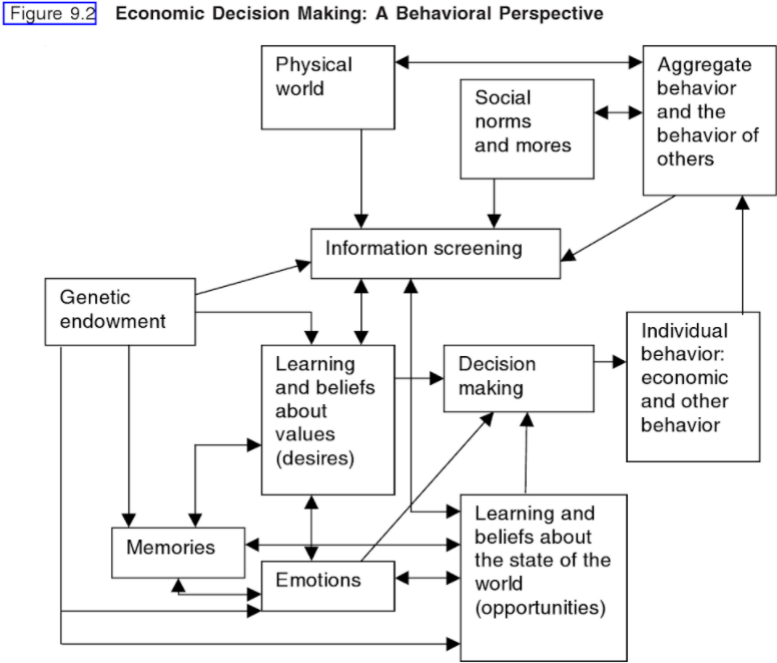 Figure 9.2 Economic Decision Making: A Behavioral Perspective
Physical
world
Social
norms
and mores
Aggregate
behavior
and the
behavior of
others
Information screening
Genetic
endowment
Learning
and beliefs
about
values
(desires)
Decision
making
Individual
behavior:
economic
and other
behavior
Memories
Emotions
Learning and
beliefs about
the state of the
world
(opportunities)